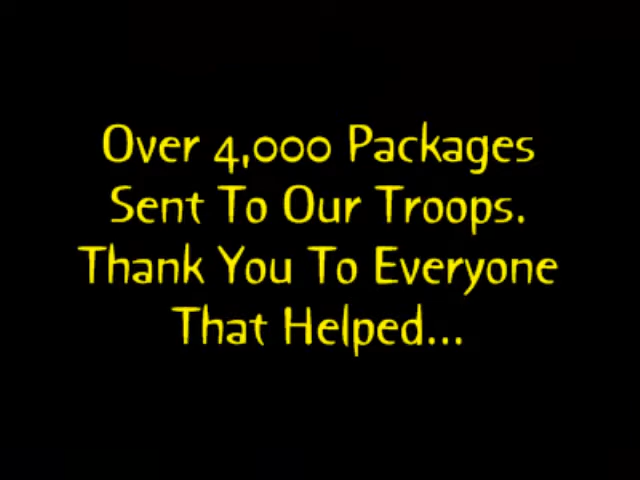 Over 4,000 Packages
Sent To Our Troops.
Thank You To Everyone
That Helped...